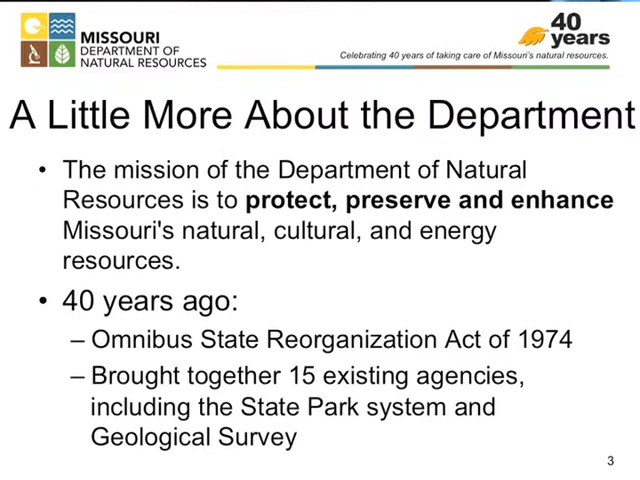 MISSOURI
DEPARTMENT OF
NATURAL RESOURCES
40
years
Celebrating 40 years of taking care of Missouri's natural resources.
A Little More About the Department
• The mission of the Department of Natural
Resources is to protect, preserve and enhance
Missouri's natural, cultural, and energy
resources.
• 40 years ago:
– Omnibus State Reorganization Act of 1974
– Brought together 15 existing agencies,
including the State Park system and
Geological Survey
3